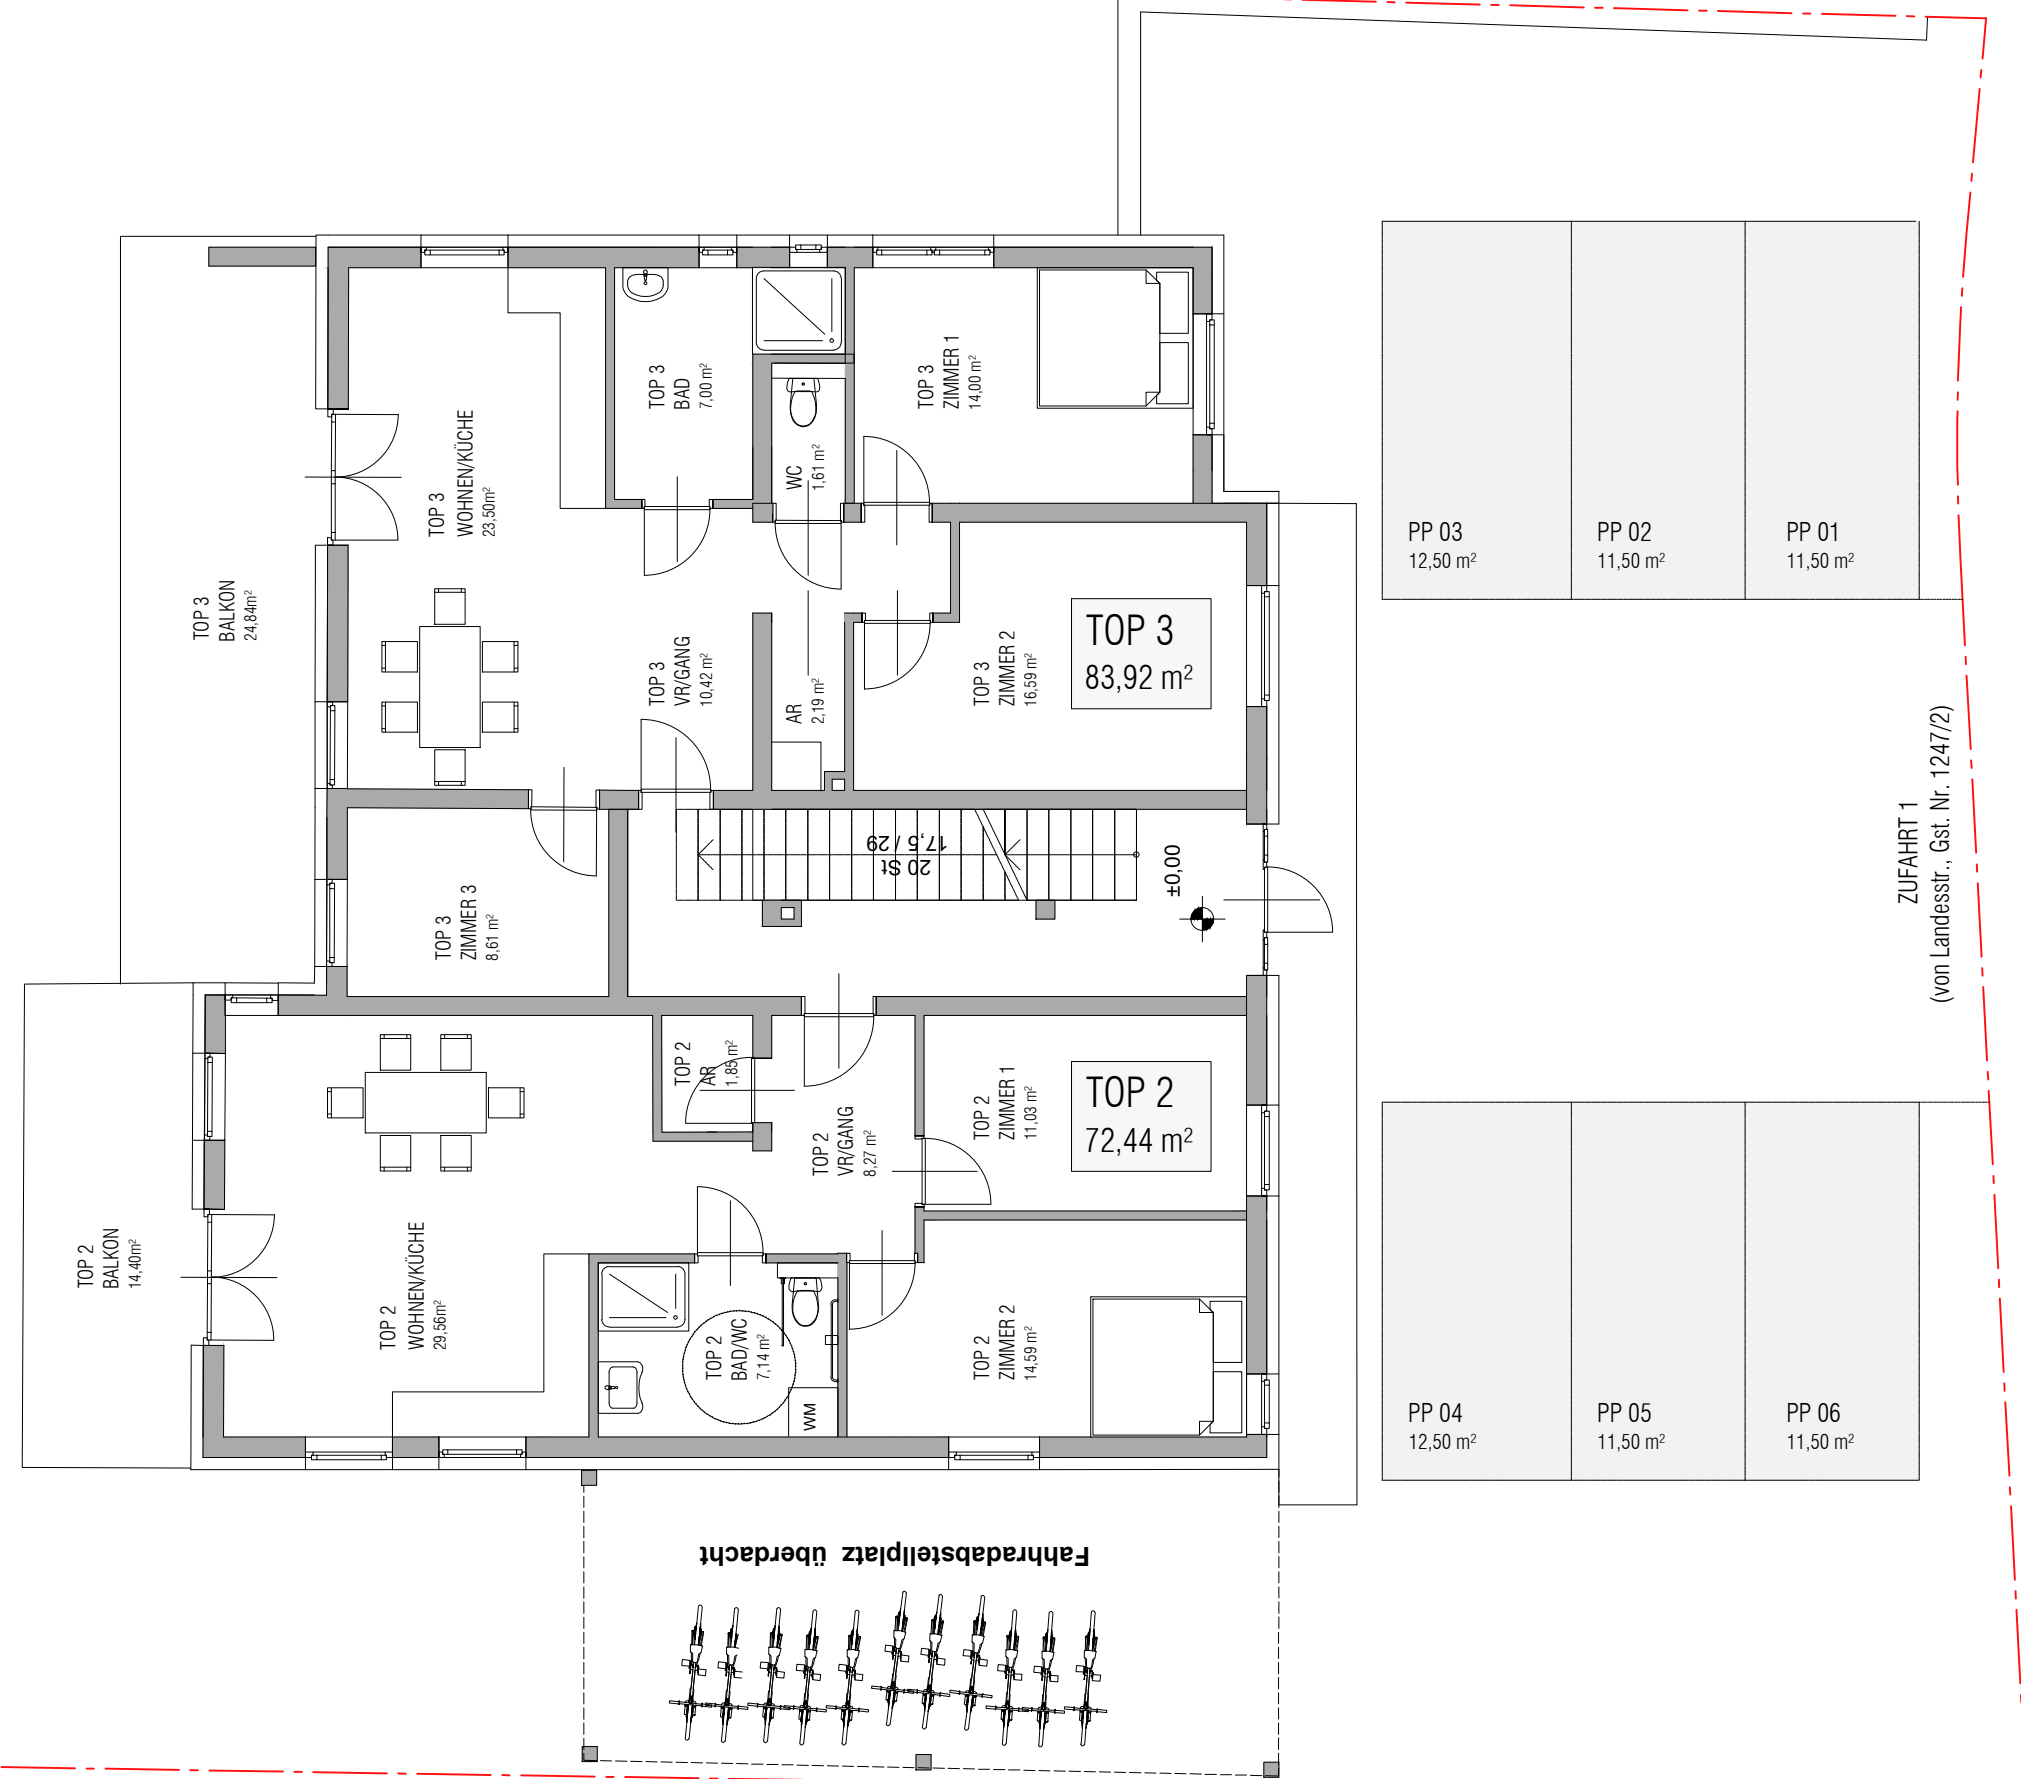 TOP 3
BALKON
24,84m²
TOP 3
WOHNEN/KÜCHE
23,50m²
TOP 3
BAD
7,00 m²
WC
1,61 m²
TOP 3
ZIMMER 1
14,00 m²
TOP 3
VR/GANG
10,42 m²
AR
2,19 m²
TOP 3
ZIMMER 2
16,59 m²
TOP 3
83,92 m²
TOP 3
ZIMMER 3
8,61 m²
20 St
17,5 / 29
±0,00
TOP 2
BALKON
14,40m²
TOP 2
WOHNEN/KÜCHE
29,56m²
TOP 2
AR
1,85 m²
TOP 2
VR/GANG
8,27 m²
TOP 2
ZIMMER 1
11,03 m²
TOP 2
72,44 m²
TOP 2
BAD/WC
7,14 m²
WM
TOP 2
ZIMMER 2
14,59 m²
PP 03
12,50 m²
PP 02
11,50 m²
PP 01
11,50 m²
ZUFAHRT 1
(von Landesstr., Gst. Nr. 1247/2)
PP 04
12,50 m²
PP 05
11,50 m²
PP 06
11,50 m²
Fahhradabstellplatz überdacht